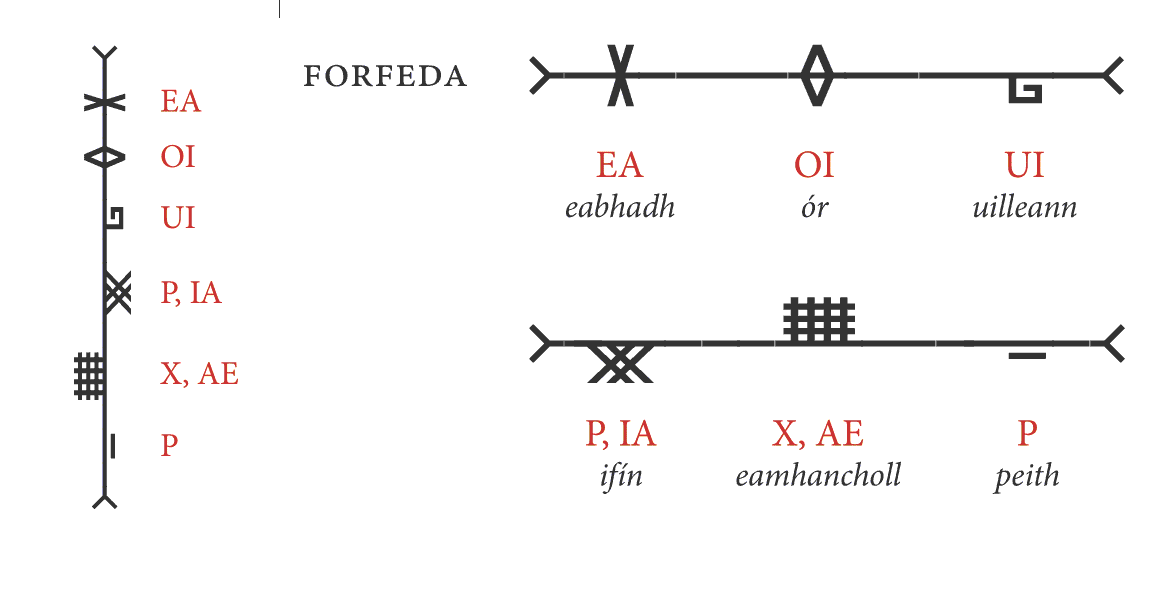 EA
OI
UI
P, IA
X, AE
P
FORFEDA
EA OI UI
eabhadh ór uilleann
P, IA X, AE P
ifín eamhancholl peith